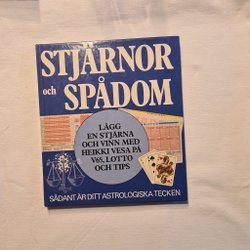 STJÄRNOR
och
SPÅDOM
LÄGG
EN STJÄRNA
OCH VINN MED
HEIKKI VESA PÅ
V65, LOTTO
OCH TIPS
SÅDANT ÄR DITT ASTROLOGISKA TECKEN